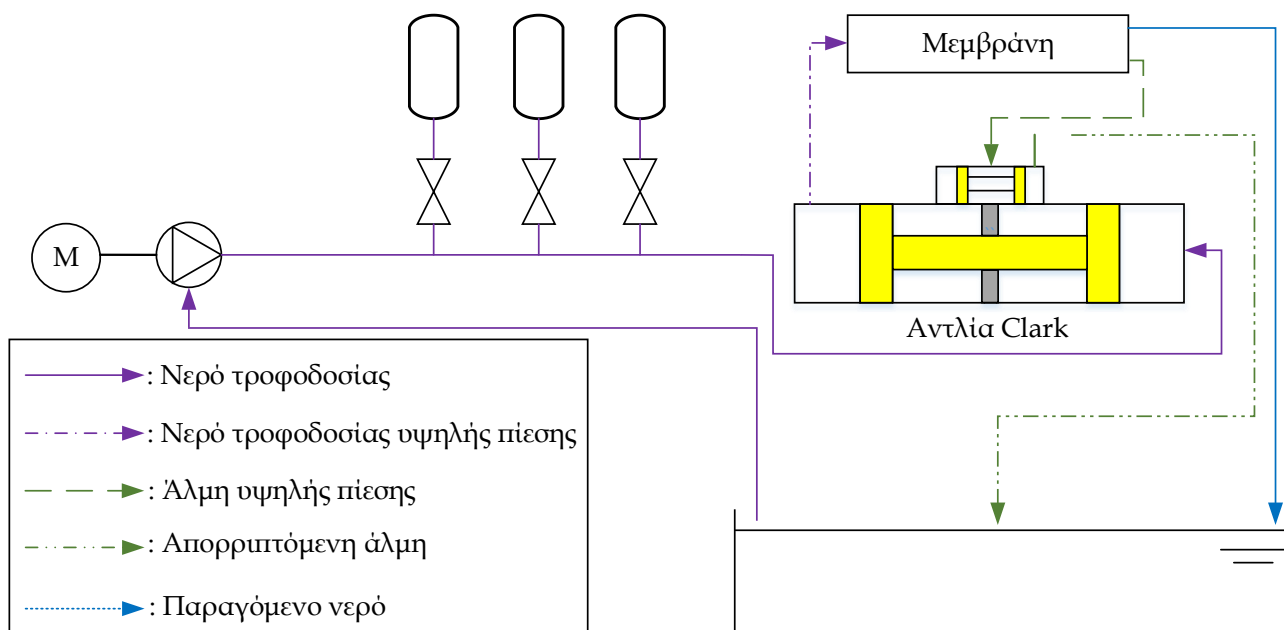 Μεμβράνη
M
Αντλία Clark
: Νερό τροφοδοσίας
: Νερό τροφοδοσίας υψηλής πίεσης
: Άλμη υψηλής πίεσης
: Απορριπτόμενη άλμη
: Παραγόμενο νερό